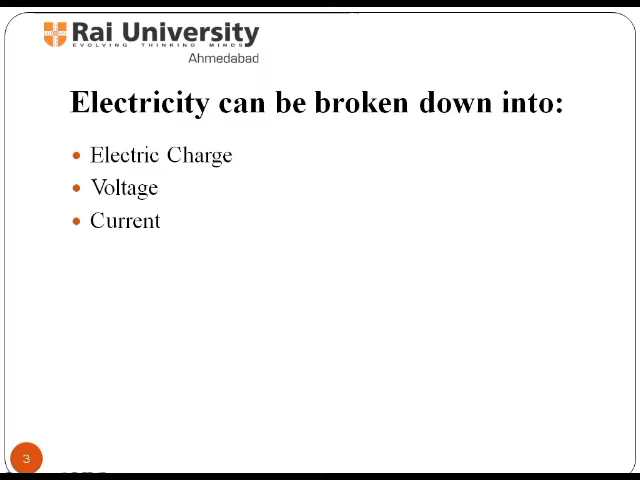 Rai University
EVOLVING THINKING MINDS
Ahmedabad
Electricity can be broken down into:
• Electric Charge
• Voltage
• Current
3